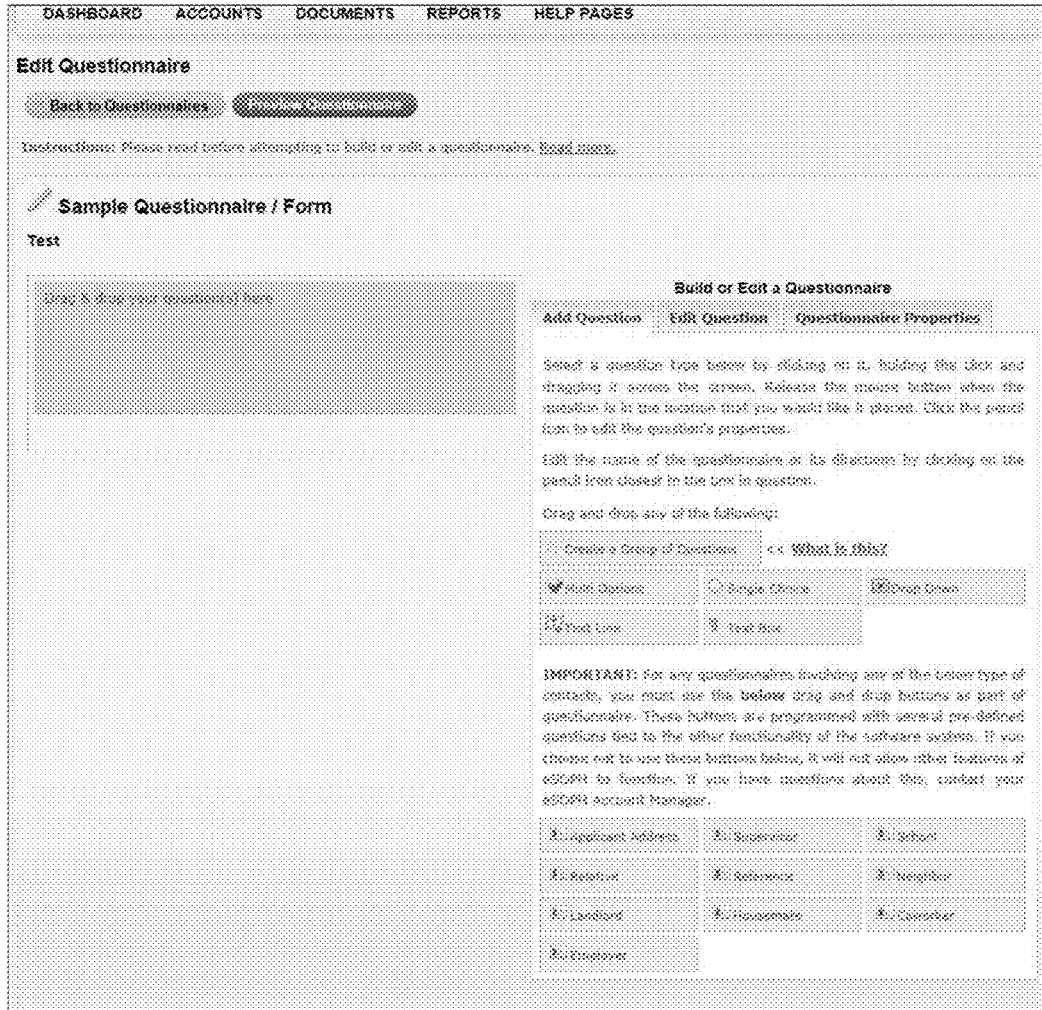 DASHBOARD ACCOUNTS DOCUMENTS REPORTS HELP PAGES
Edit Questionnaire
Back to Questionnaires Preview Questionnaire
Instructions: Please read before attempting to build or edit a questionnaire. Read more.
Sample Questionnaire / Form
Test
Drag & drop your question(s) here
Build or Edit a Questionnaire
Add Question Edit Question Questionnaire Properties
Select a question type below by clicking on it, holding the click and
dragging it across the screen. Release the mouse button when the
question is in the location that you would like it placed. Click the pencil
icon to edit the question's properties.
Edit the name of the questionnaire or its directions by clicking on the
pencil icon closest to the box in question.
Drag and drop any of the following:
Create a Group of Questions << What is this?
Multi Options Single Choice Drop Down
Text Line Text Box
IMPORTANT: For any questionnaires involving any of the below type of
contacts, you must use the below drag and drop buttons as part of
questionnaire. These buttons are programmed with several pre-defined
questions tied to the other functionality of the software system. If you
choose not to use these buttons below, it will not allow other features of
eSOPH to function. If you have questions about this, contact your
eSOPH Account Manager.
Applicant Address Supervisor School
Relative Reference Neighbor
Landlord Housemate Coworker
Employer